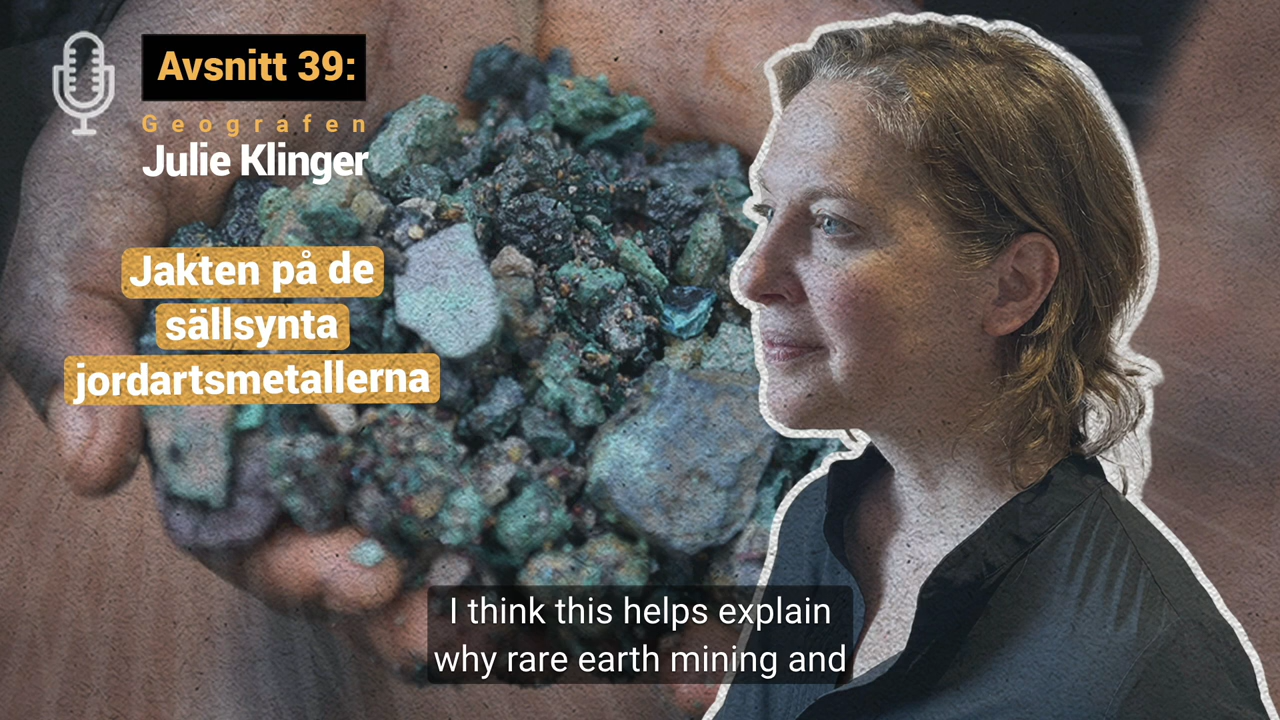 Avsnitt 39:
Geografen
Julie Klinger
Jakten på de
sällsynta
jordartsmetallerna
I think this helps explain
why rare earth mining and